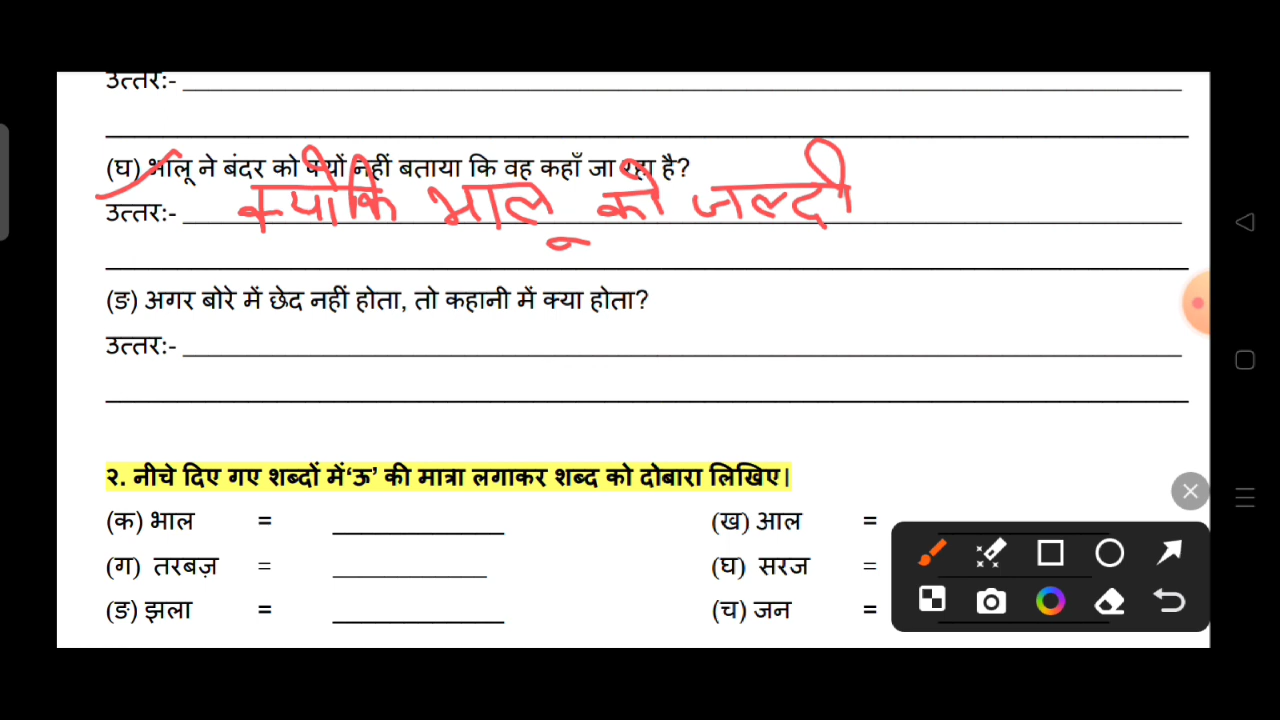 उत्तर:-
(घ) भालू ने बंदर को क्यों नहीं बताया कि वह कहाँ जा रहा है?
उत्तर:- क्योकि भालू को जल्दी
(ङ) अगर बोरे में छेद नहीं होता, तो कहानी में क्या होता?
उत्तर:-
२. नीचे दिए गए शब्दों में‘ऊ’ की मात्रा लगाकर शब्द को दोबारा लिखिए।
(क) भाल = (ख) आल =
(ग) तरबज़ = (घ) सरज =
(ङ) झला = (च) जन =